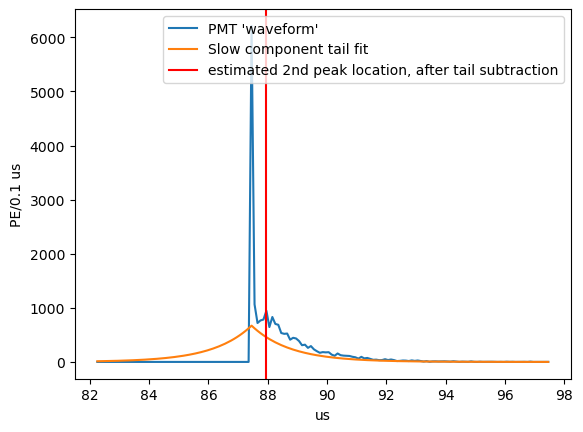 PMT 'waveform'
Slow component tail fit
estimated 2nd peak location, after tail subtraction
PE/0.1 us
6000
5000
4000
3000
2000
1000
0
82 84 86 88 90 92 94 96 98
us